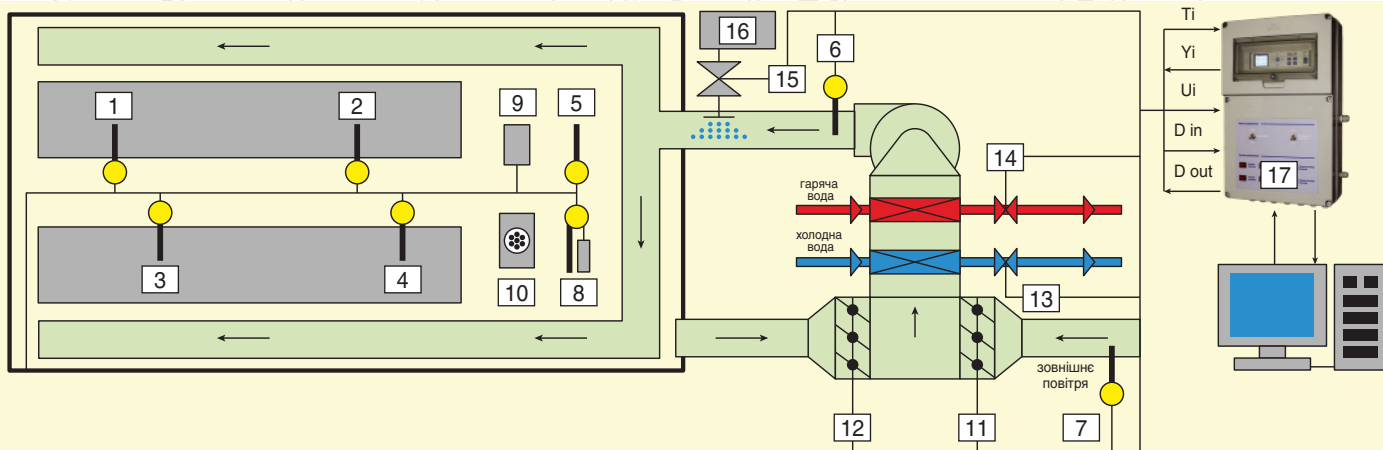 16
6
Ti
15
Yi
1
2
9
5
Ui
D in
14
D out
17
гаряча
вода
холодна
вода
3
4
10
8
13
зовнішнє
повітря
12
11
7